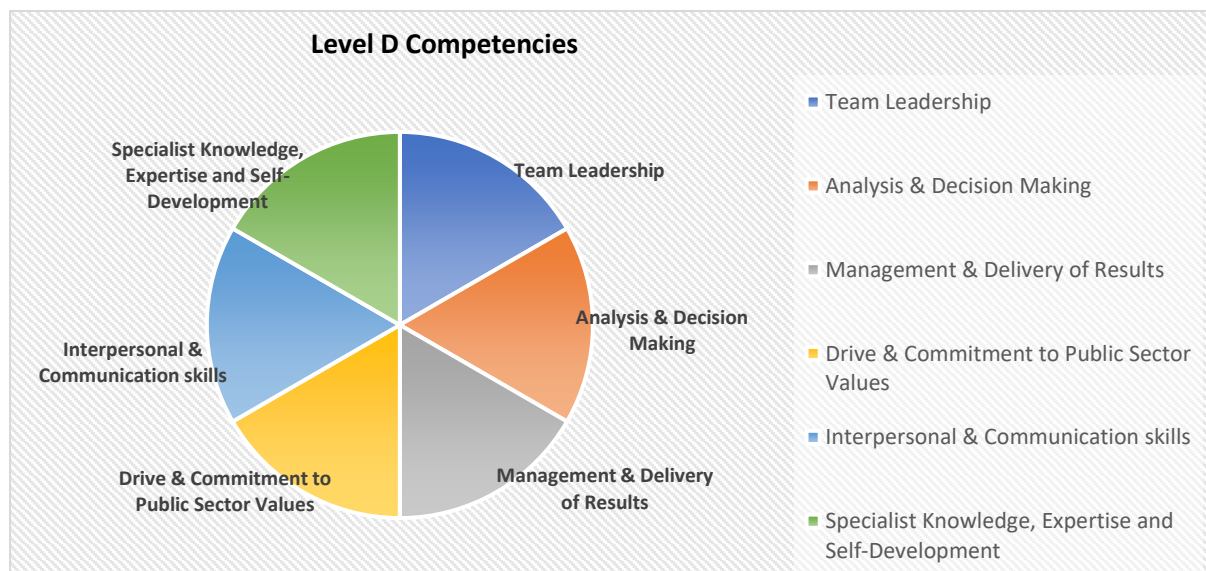 Level D Competencies
Specialist Knowledge,
Expertise and Self-
Development
Team Leadership
Analysis & Decision
Making
Management & Delivery
of Results
Drive & Commitment to
Public Sector Values
Interpersonal &
Communication skills
Team Leadership
Analysis & Decision Making
Management & Delivery of Results
Drive & Commitment to Public Sector
Values
Interpersonal & Communication skills
Specialist Knowledge, Expertise and
Self-Development